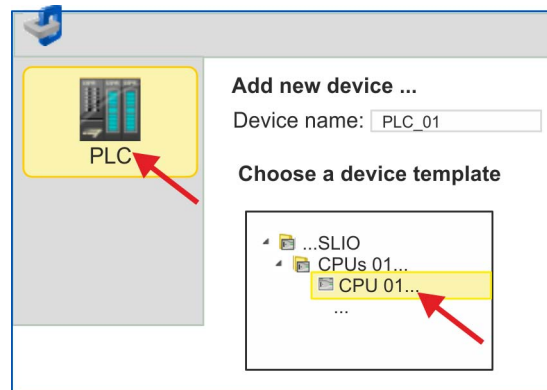 Add new device ...
Device name: PLC_01
PLC
Choose a device template
...SLIO
CPUs 01...
CPU 01...
...